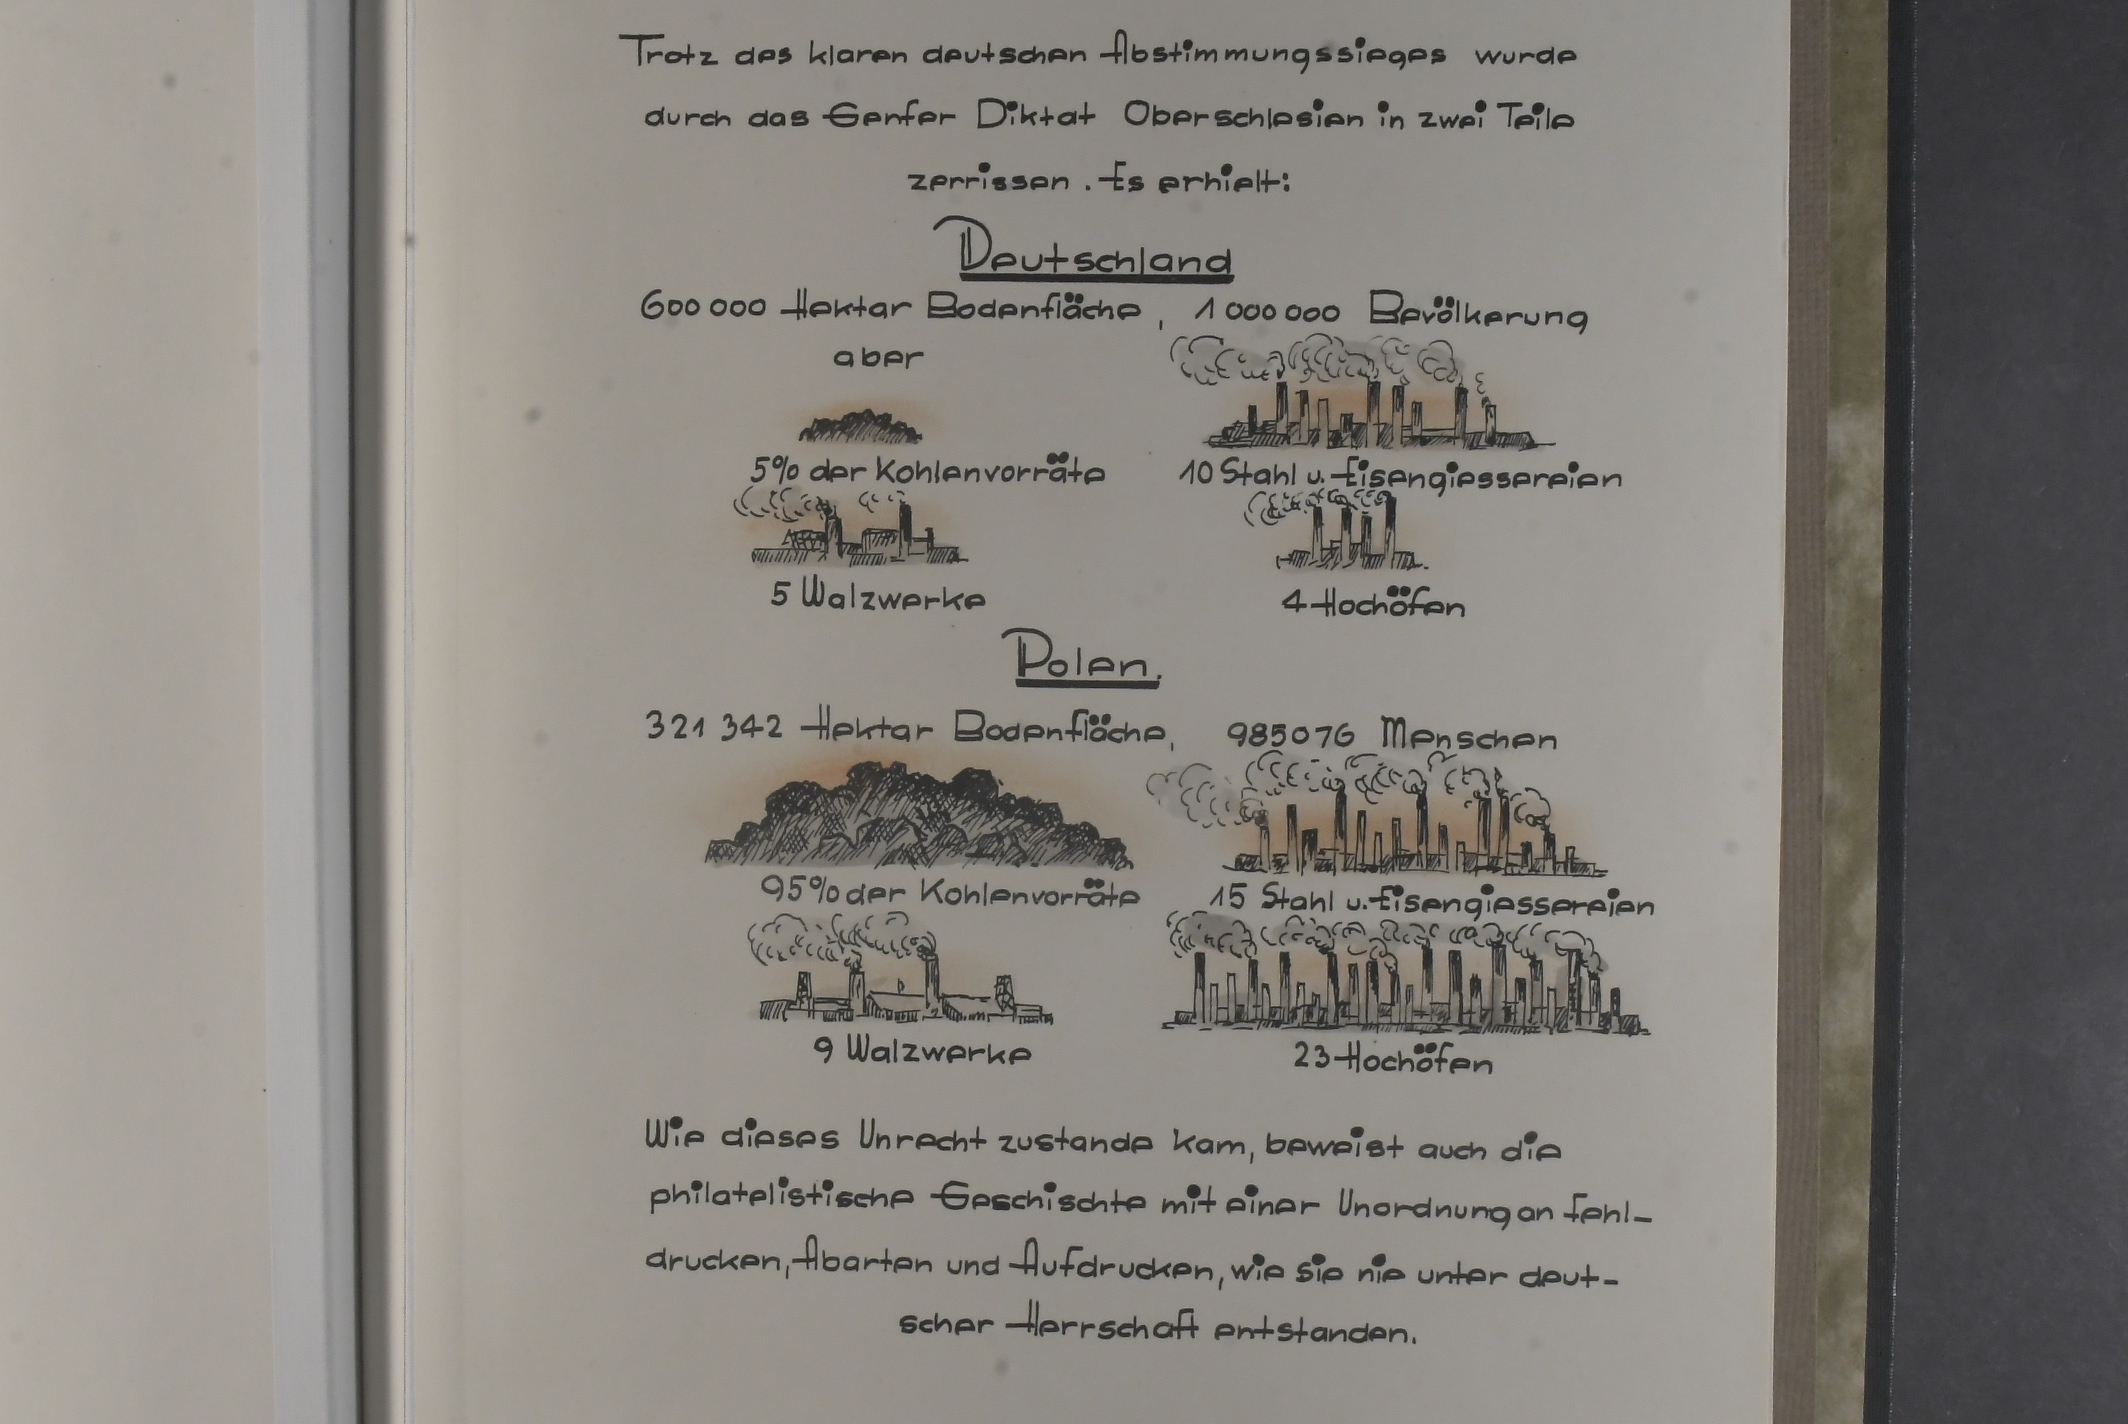 Trotz des klaren deutschen Abstimmungssieges wurde
durch das Genfer Diktat Oberschlesien in zwei Teile
zerrissen. Es erhielt:
Deutschland
600 000 Hektar Bodenfläche, 1 000 000 Bevölkerung
aber
5% der Kohlenvorräte 10 Stahl u. Eisengiessereien
5 Walzwerke 4 Hochöfen
Polen.
321 342 Hektar Bodenfläche, 985076 Menschen
95% der Kohlenvorräte 15 Stahl u. Eisengiessereien
9 Walzwerke 23 Hochöfen
Wie dieses Unrecht zustande kam, beweist auch die
philatelistische Geschischte mit einer Unordnung an Fehl-
drucken, Abarten und Aufdrucken, wie sie nie unter deut-
scher Herrschaft entstanden.